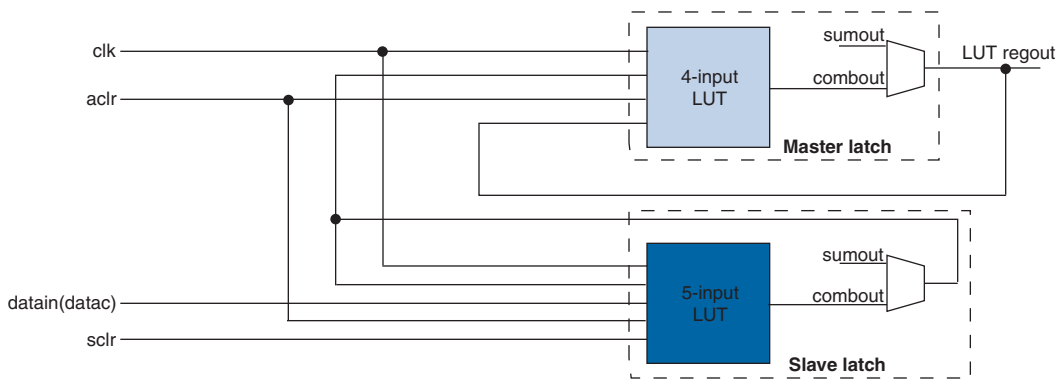 clk
aclr
4-input
LUT
sumout
combout
LUT regout
Master latch
datain(datac)
sclr
5-input
LUT
sumout
combout
Slave latch